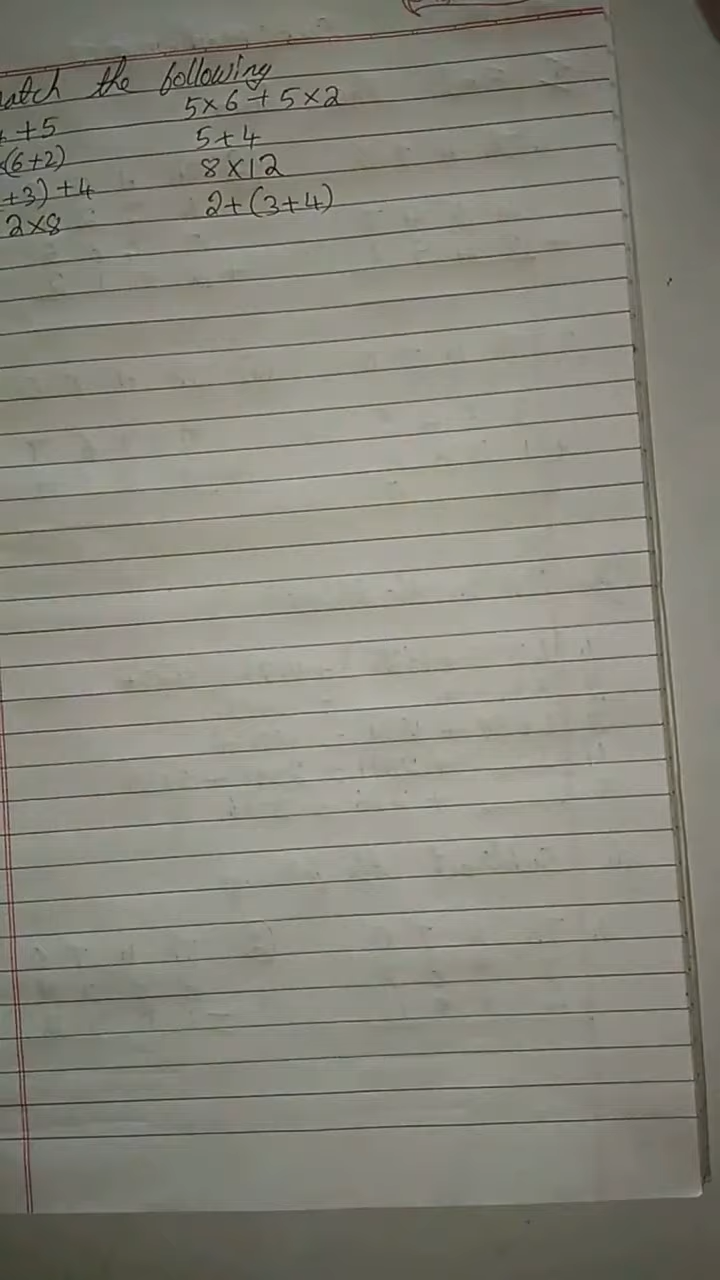 atch the following
+5 5×6+5×2
(6+2) 5+4
+3)+4 8×12
2×8 2+(3+4)